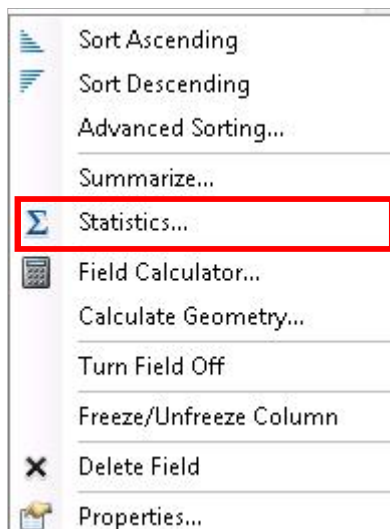 Sort Ascending
Sort Descending
Advanced Sorting...
Summarize...
Statistics...
Field Calculator...
Calculate Geometry...
Turn Field Off
Freeze/Unfreeze Column
Delete Field
Properties...